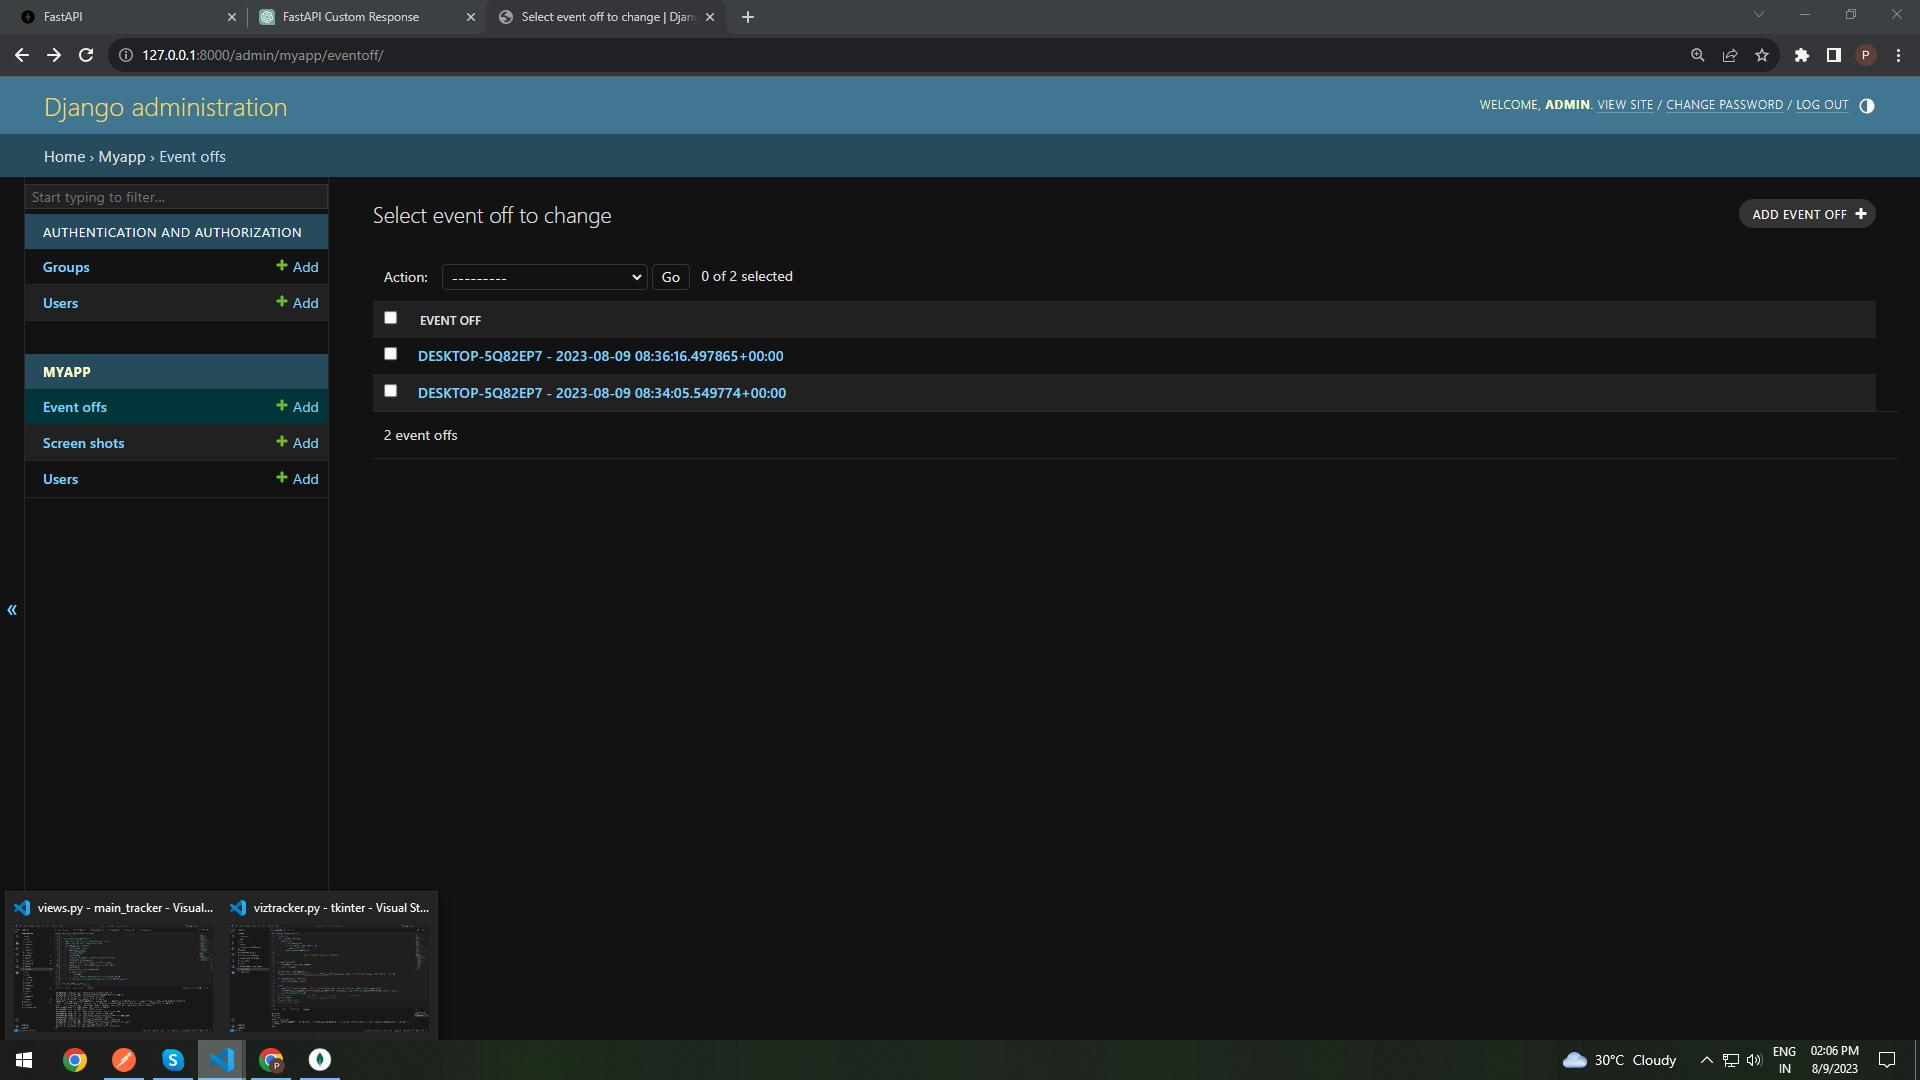 FastAPI
FastAPI Custom Response
Select event off to change | Djan
127.0.0.1:8000/admin/myapp/eventoff/
P
Django administration
WELCOME, ADMIN. VIEW SITE / CHANGE PASSWORD / LOG OUT
Home › Myapp › Event offs
Start typing to filter...
AUTHENTICATION AND AUTHORIZATION
Groups + Add
Users + Add
MYAPP
Event offs + Add
Screen shots + Add
Users + Add
«
Select event off to change
ADD EVENT OFF +
Action: --------- Go 0 of 2 selected
EVENT OFF
DESKTOP-5Q82EP7 - 2023-08-09 08:36:16.497865+00:00
DESKTOP-5Q82EP7 - 2023-08-09 08:34:05.549774+00:00
2 event offs
views.py - main_tracker - Visual...
viztracker.py - tkinter - Visual St...
S
P
30°C Cloudy
ENG
IN
02:06 PM
8/9/2023